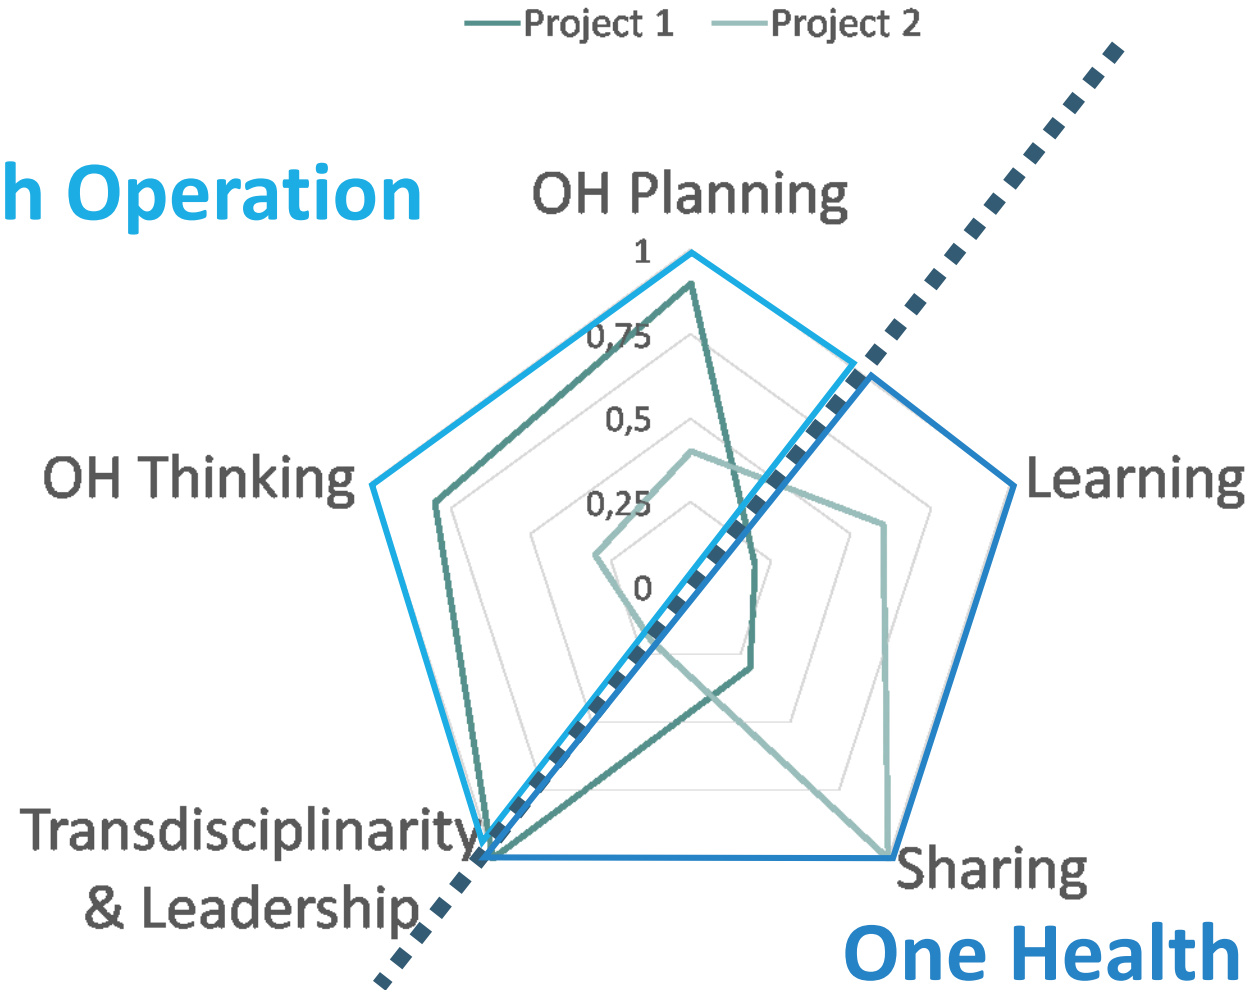 Project 1 Project 2
h Operation
OH Planning
1
0,75
0,5
OH Thinking
Learning
0,25
0
Transdisciplinarity
& Leadership
Sharing
One Health